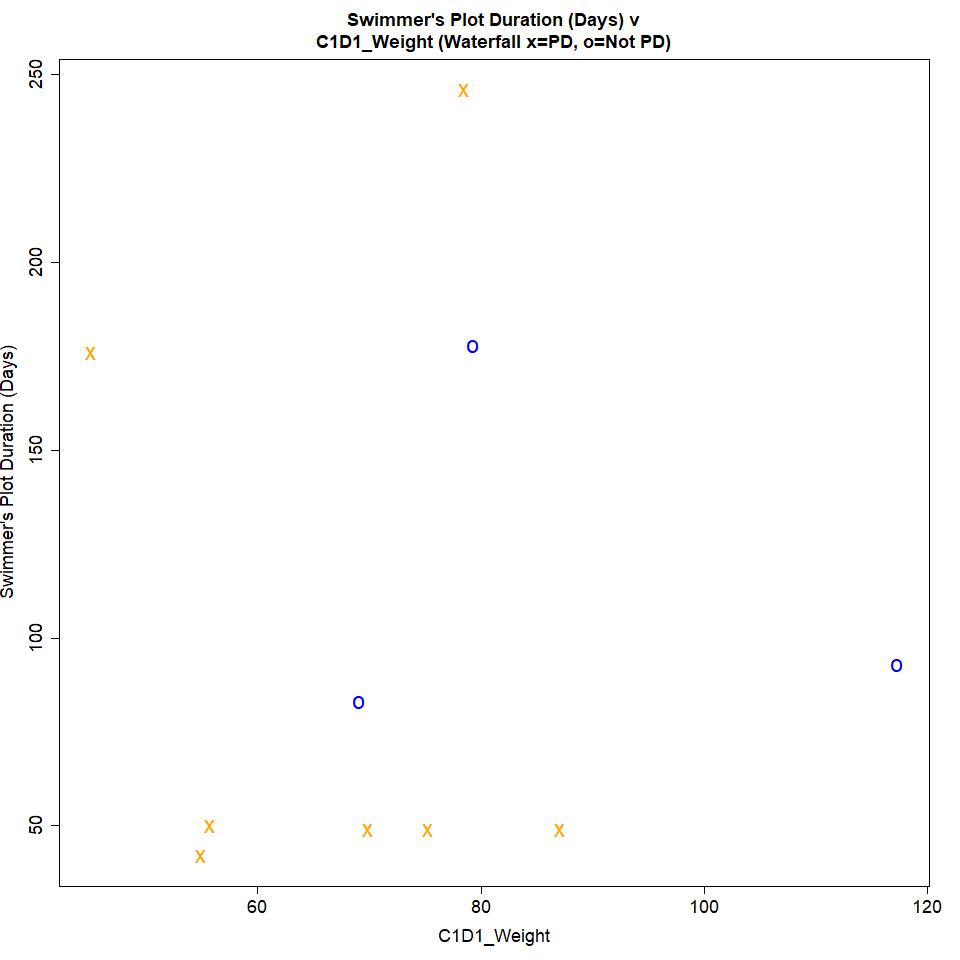 Swimmer's Plot Duration (Days) v
C1D1_Weight (Waterfall x=PD, o=Not PD)
Swimmer's Plot Duration (Days)
250
200
150
100
50
x
x
o
o
o
x
x
x
x
x
60
80
100
120
C1D1_Weight